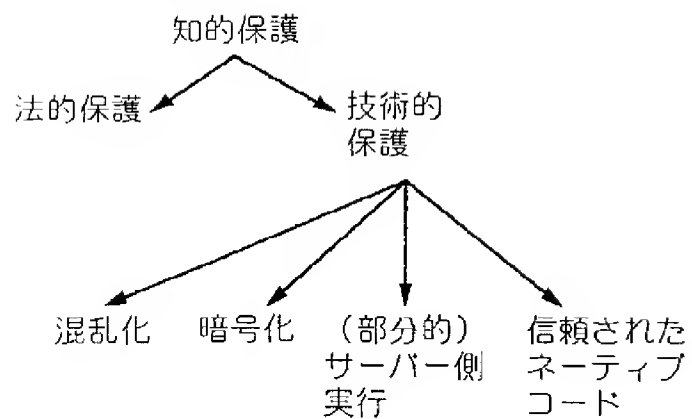 知的保護
法的保護
技術的
保護
混乱化
暗号化
(部分的)
サーバー側
実行
信頼された
ネーティブ
コード